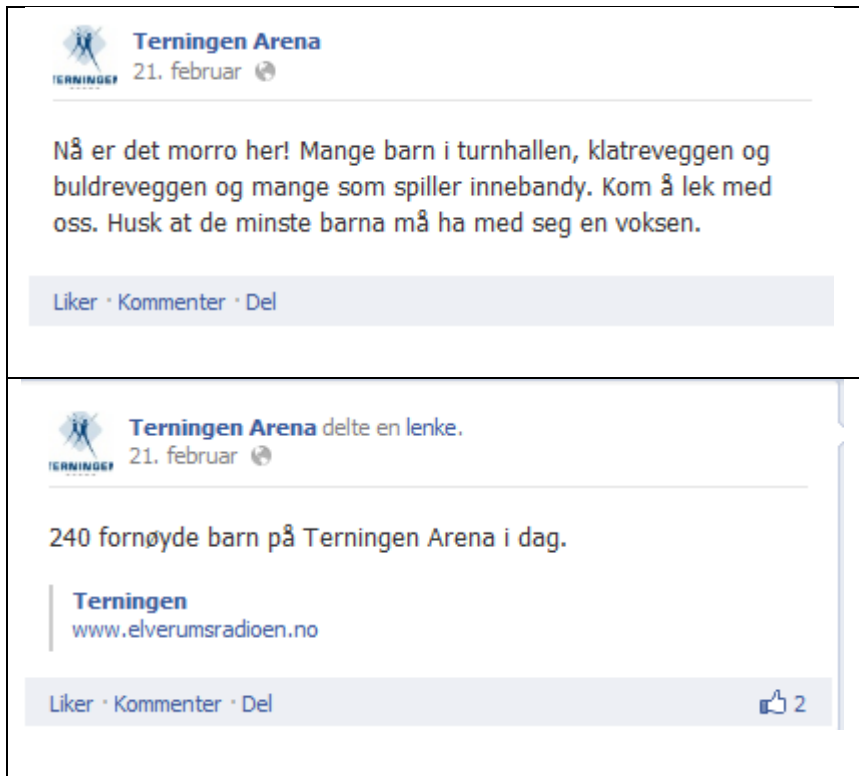 Terningen Arena
21. februar
TERNINGEN
Nå er det morro her! Mange barn i turnhallen, klatreveggen og
buldreveggen og mange som spiller innebandy. Kom å lek med
oss. Husk at de minste barna må ha med seg en voksen.
Liker · Kommenter · Del
Terningen Arena delte en lenke.
21. februar
TERNINGEN
240 fornøyde barn på Terningen Arena i dag.
Terningen
www.elverumsradioen.no
Liker · Kommenter · Del 2